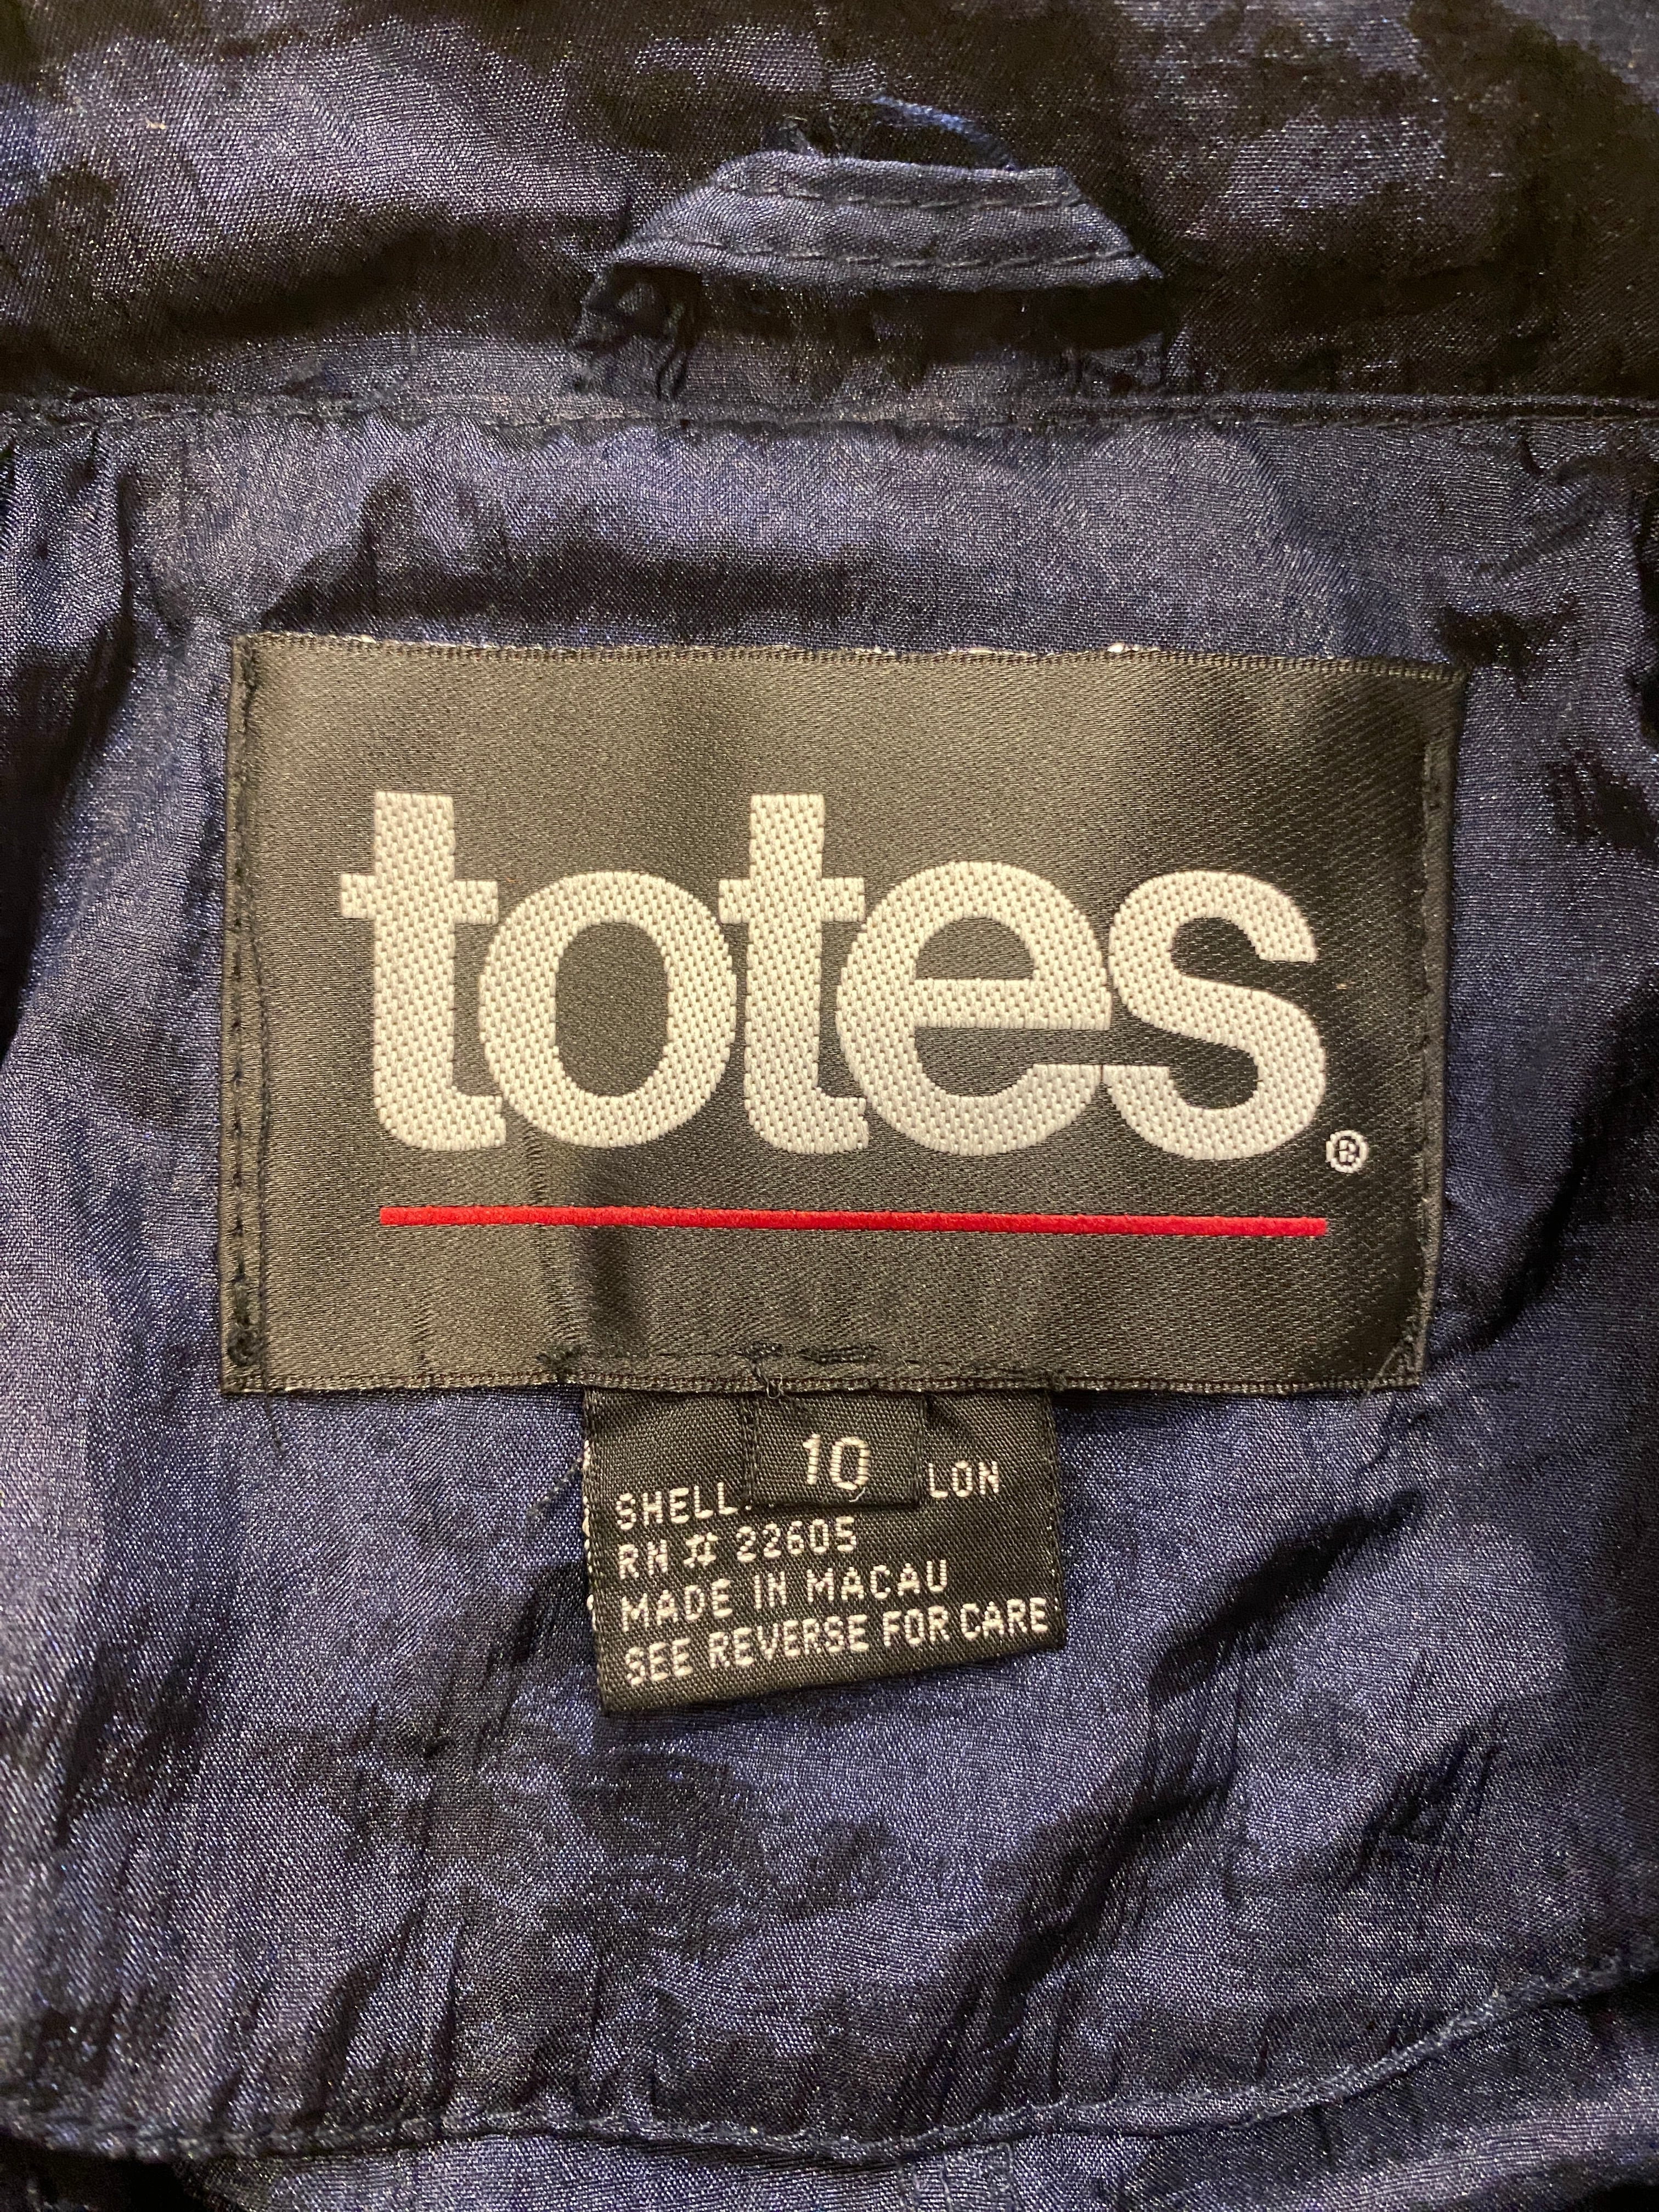 totes®
10
SHELL: LON
RN # 22605
MADE IN MACAU
SEE REVERSE FOR CARE